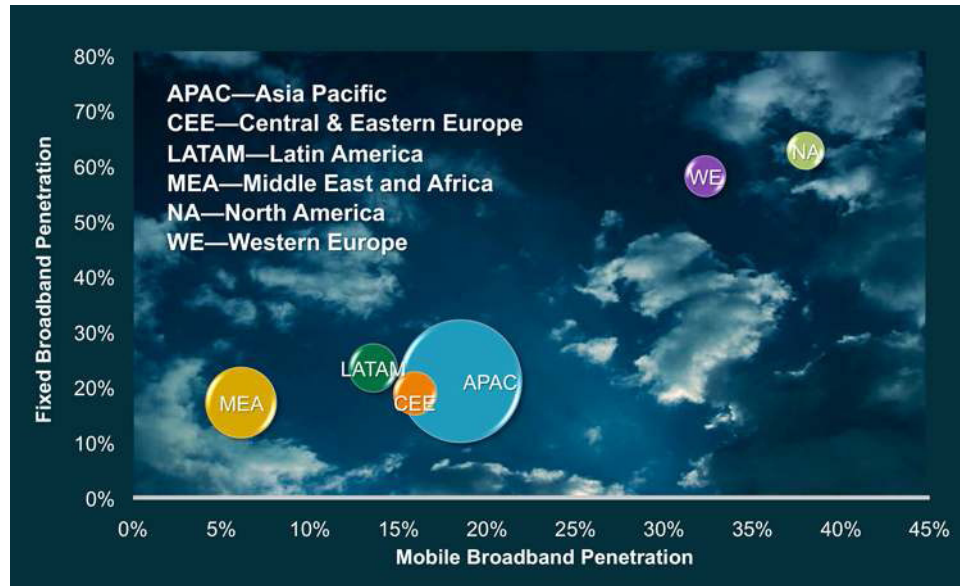 80%
70%
60%
50%
40%
30%
20%
10%
0%
Fixed Broadband Penetration
APAC—Asia Pacific
CEE—Central & Eastern Europe
LATAM—Latin America
MEA—Middle East and Africa
NA—North America
WE—Western Europe
NA
WE
LATAM
APAC
CEE
MEA
0% 5% 10% 15% 20% 25% 30% 35% 40% 45%
Mobile Broadband Penetration